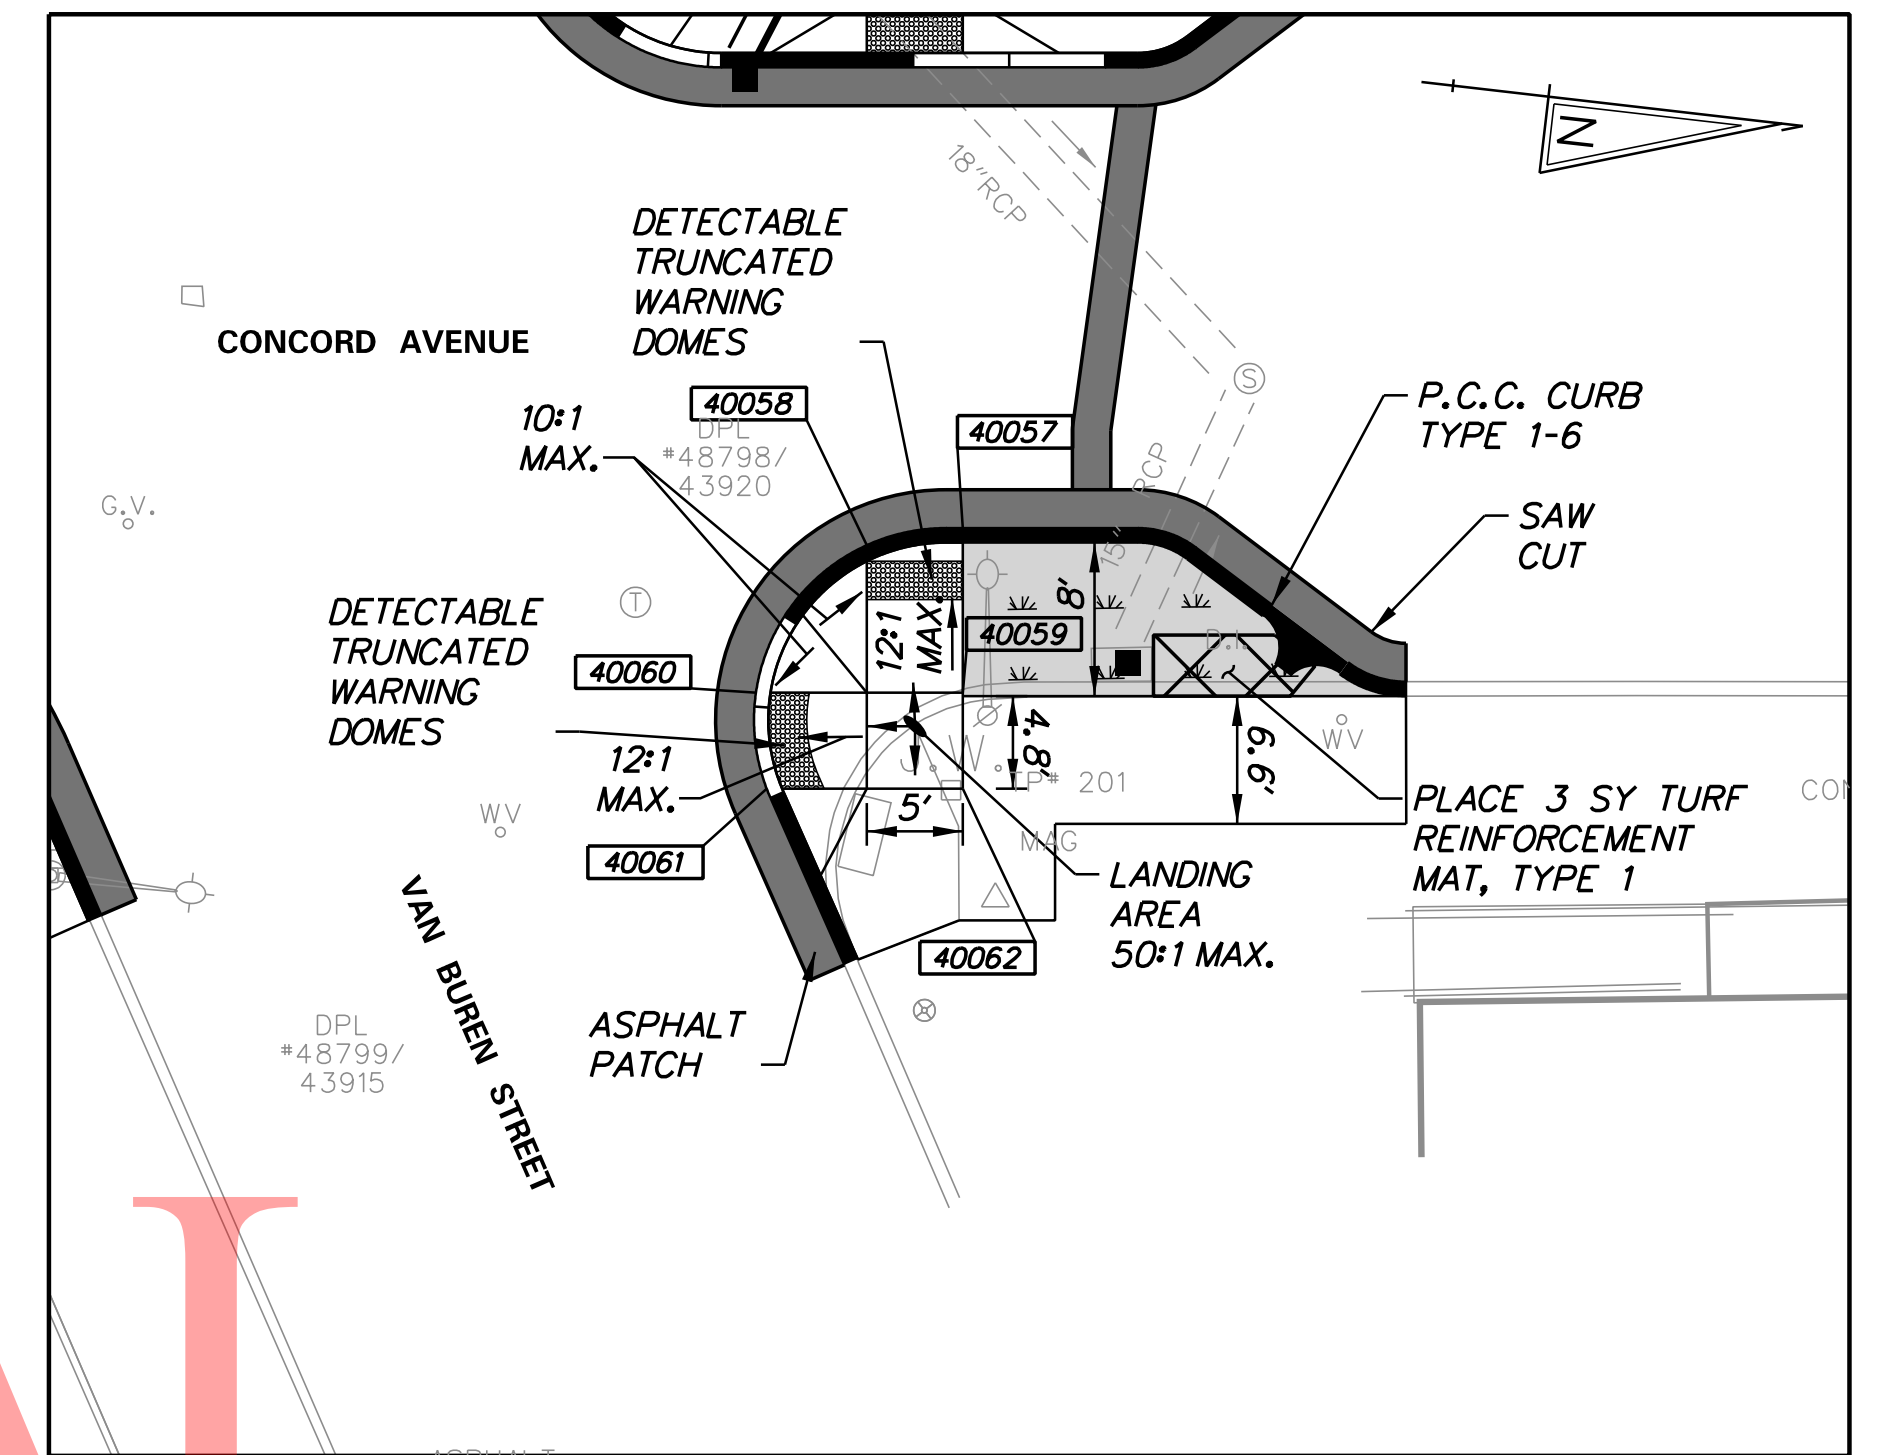 N
18"RCP
DETECTABLE
TRUNCATED
WARNING
DOMES
CONCORD AVENUE
40058
10:1
MAX.
DPL
#48798/
43920
40057
P.C.C. CURB
TYPE 1-6
S
RCP
15"
G.V.
SAW
CUT
T
DETECTABLE
TRUNCATED
WARNING
DOMES
8'
12:1
MAX.
40059
D.I.
40060
12:1
MAX.
4.8'
6.6'
WV
J.W.
TP# 201
5'
WV
MAG
PLACE 3 SY TURF
REINFORCEMENT
MAT, TYPE 1
40061
LANDING
AREA
50:1 MAX.
VAN BUREN STREET
40062
ASPHALT
PATCH
DPL
#48799/
43915